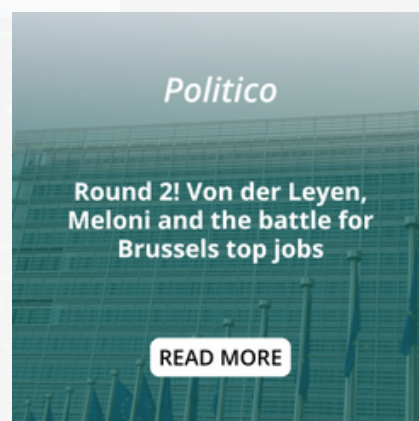 Politico
Round 2! Von der Leyen,
Meloni and the battle for
Brussels top jobs
READ MORE